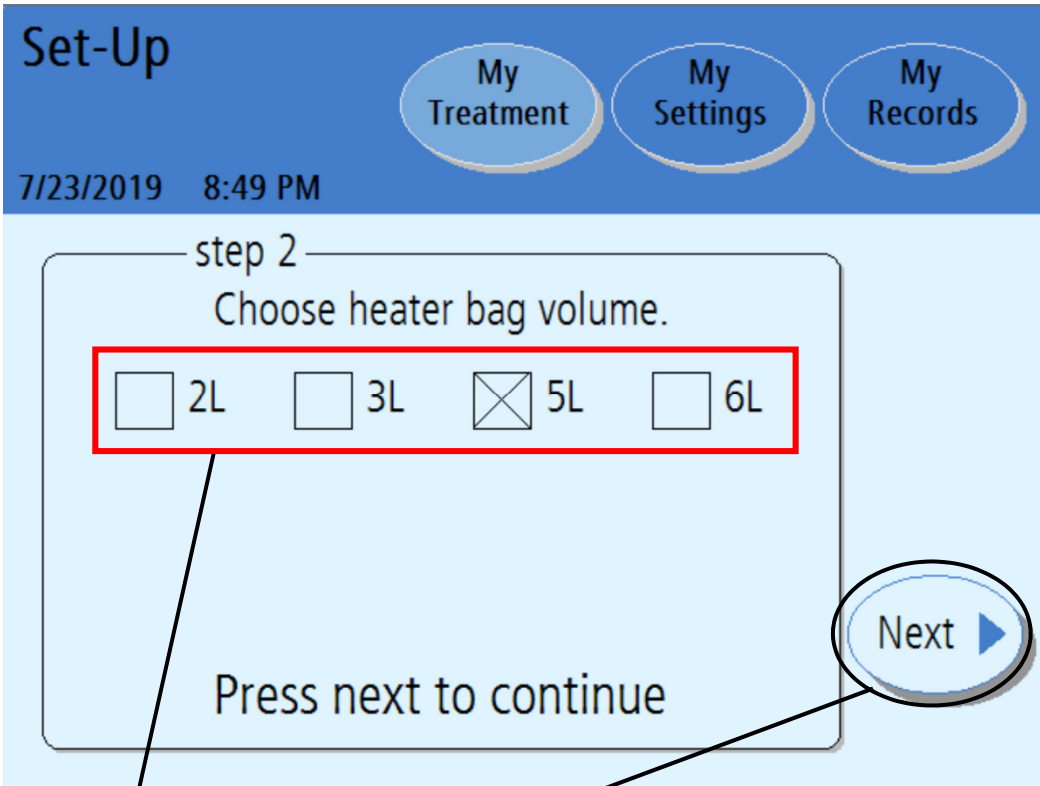 Set-Up
My Treatment
My Settings
My Records
7/23/2019 8:49 PM
step 2
Choose heater bag volume.
2L 3L 5L 6L
Next
Press next to continue